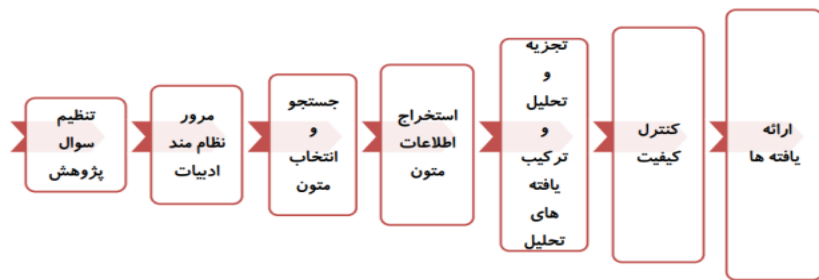 تنظیم
سوال
پژوهش
مرور
نظام مند
ادبیات
جستجو
و
انتخاب
متون
استخراج
اطلاعات
متون
تجزیه
و
تحلیل
و
ترکیب
یافته
های
تحلیل
کنترل
کیفیت
ارائه
یافته ها